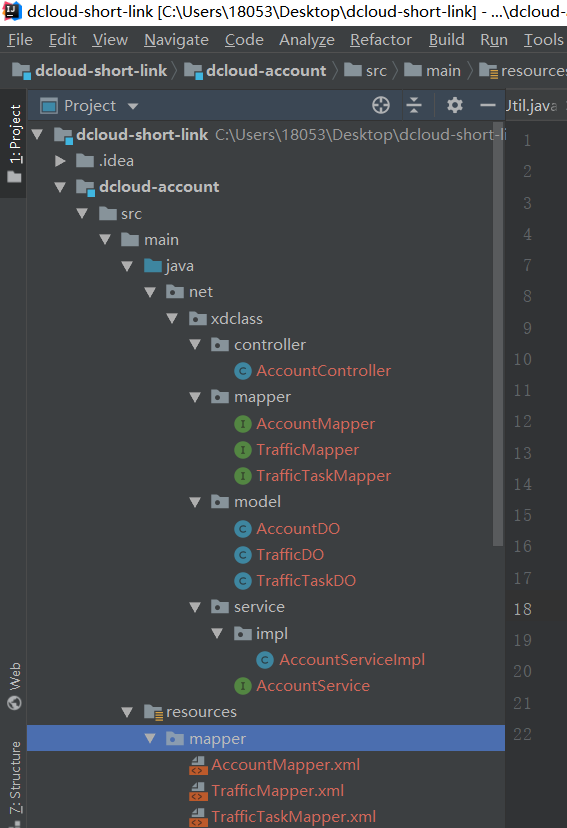 dcloud-short-link [C:\Users\18053\Desktop\dcloud-short-link] - ...\dcloud-
File Edit View Navigate Code Analyze Refactor Build Run Tools
dcloud-short-link dcloud-account src main resources
1: Project
Project
Util.java
dcloud-short-link C:\Users\18053\Desktop\dcloud-short-li
.idea
dcloud-account
src
main
java
net
xdclass
controller
AccountController
mapper
AccountMapper
TrafficMapper
TrafficTaskMapper
model
AccountDO
TrafficDO
TrafficTaskDO
service
impl
AccountServiceImpl
AccountService
resources
mapper
AccountMapper.xml
TrafficMapper.xml
TrafficTaskMapper.xml
Web
Z: Structure
1
2
3
4
7
8
9
10
11
12
13
14
15
16
17
18
19
20
21
22